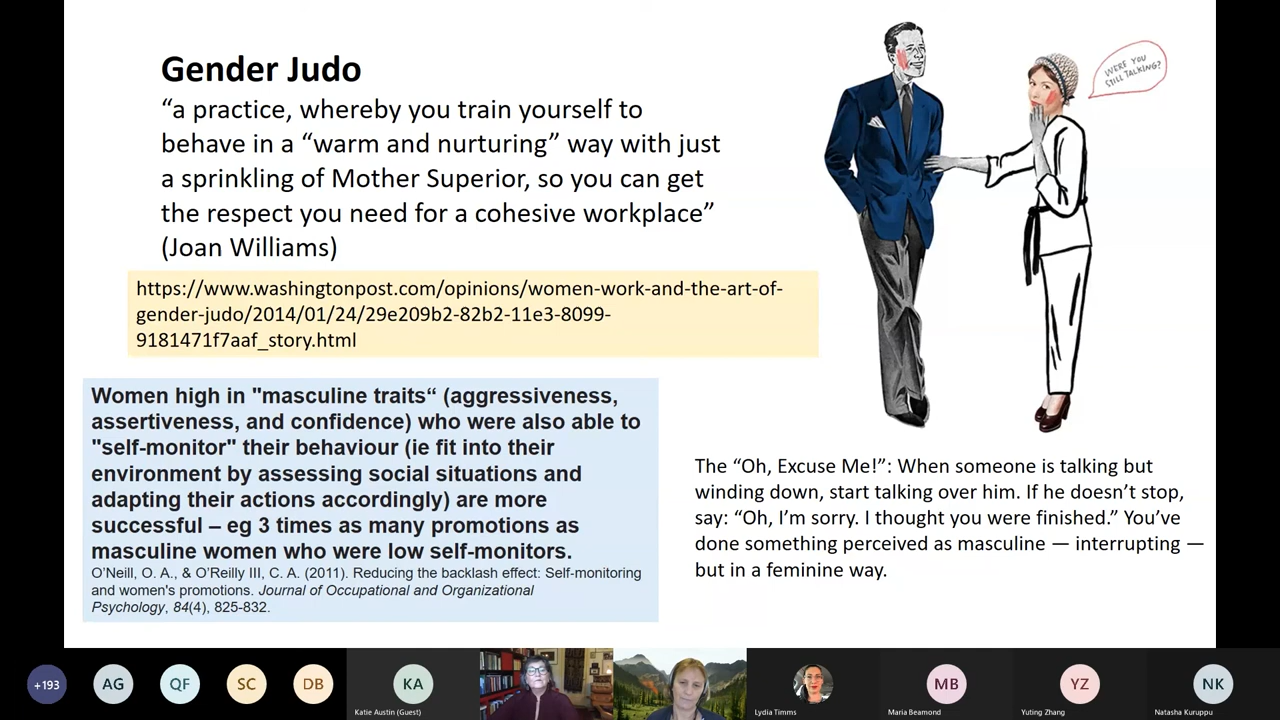 Gender Judo
“a practice, whereby you train yourself to
behave in a “warm and nurturing” way with just
a sprinkling of Mother Superior, so you can get
the respect you need for a cohesive workplace”
(Joan Williams)
WERE YOU
STILL TALKING?
https://www.washingtonpost.com/opinions/women-work-and-the-art-of-
gender-judo/2014/01/24/29e209b2-82b2-11e3-8099-
9181471f7aaf_story.html
Women high in "masculine traits“ (aggressiveness,
assertiveness, and confidence) who were also able to
"self-monitor" their behaviour (ie fit into their
environment by assessing social situations and
adapting their actions accordingly) are more
successful – eg 3 times as many promotions as
masculine women who were low self-monitors.
O’Neill, O. A., & O’Reilly III, C. A. (2011). Reducing the backlash effect: Self-monitoring
and women's promotions. Journal of Occupational and Organizational
Psychology, 84(4), 825-832.
The “Oh, Excuse Me!”: When someone is talking but
winding down, start talking over him. If he doesn’t stop,
say: “Oh, I’m sorry. I thought you were finished.” You’ve
done something perceived as masculine — interrupting —
but in a feminine way.
+193
AG
QF
SC
DB
KA
Katie Austin (Guest)
Lydia Timms
MB
Maria Beamond
YZ
Yuting Zhang
NK
Natasha Kuruppu